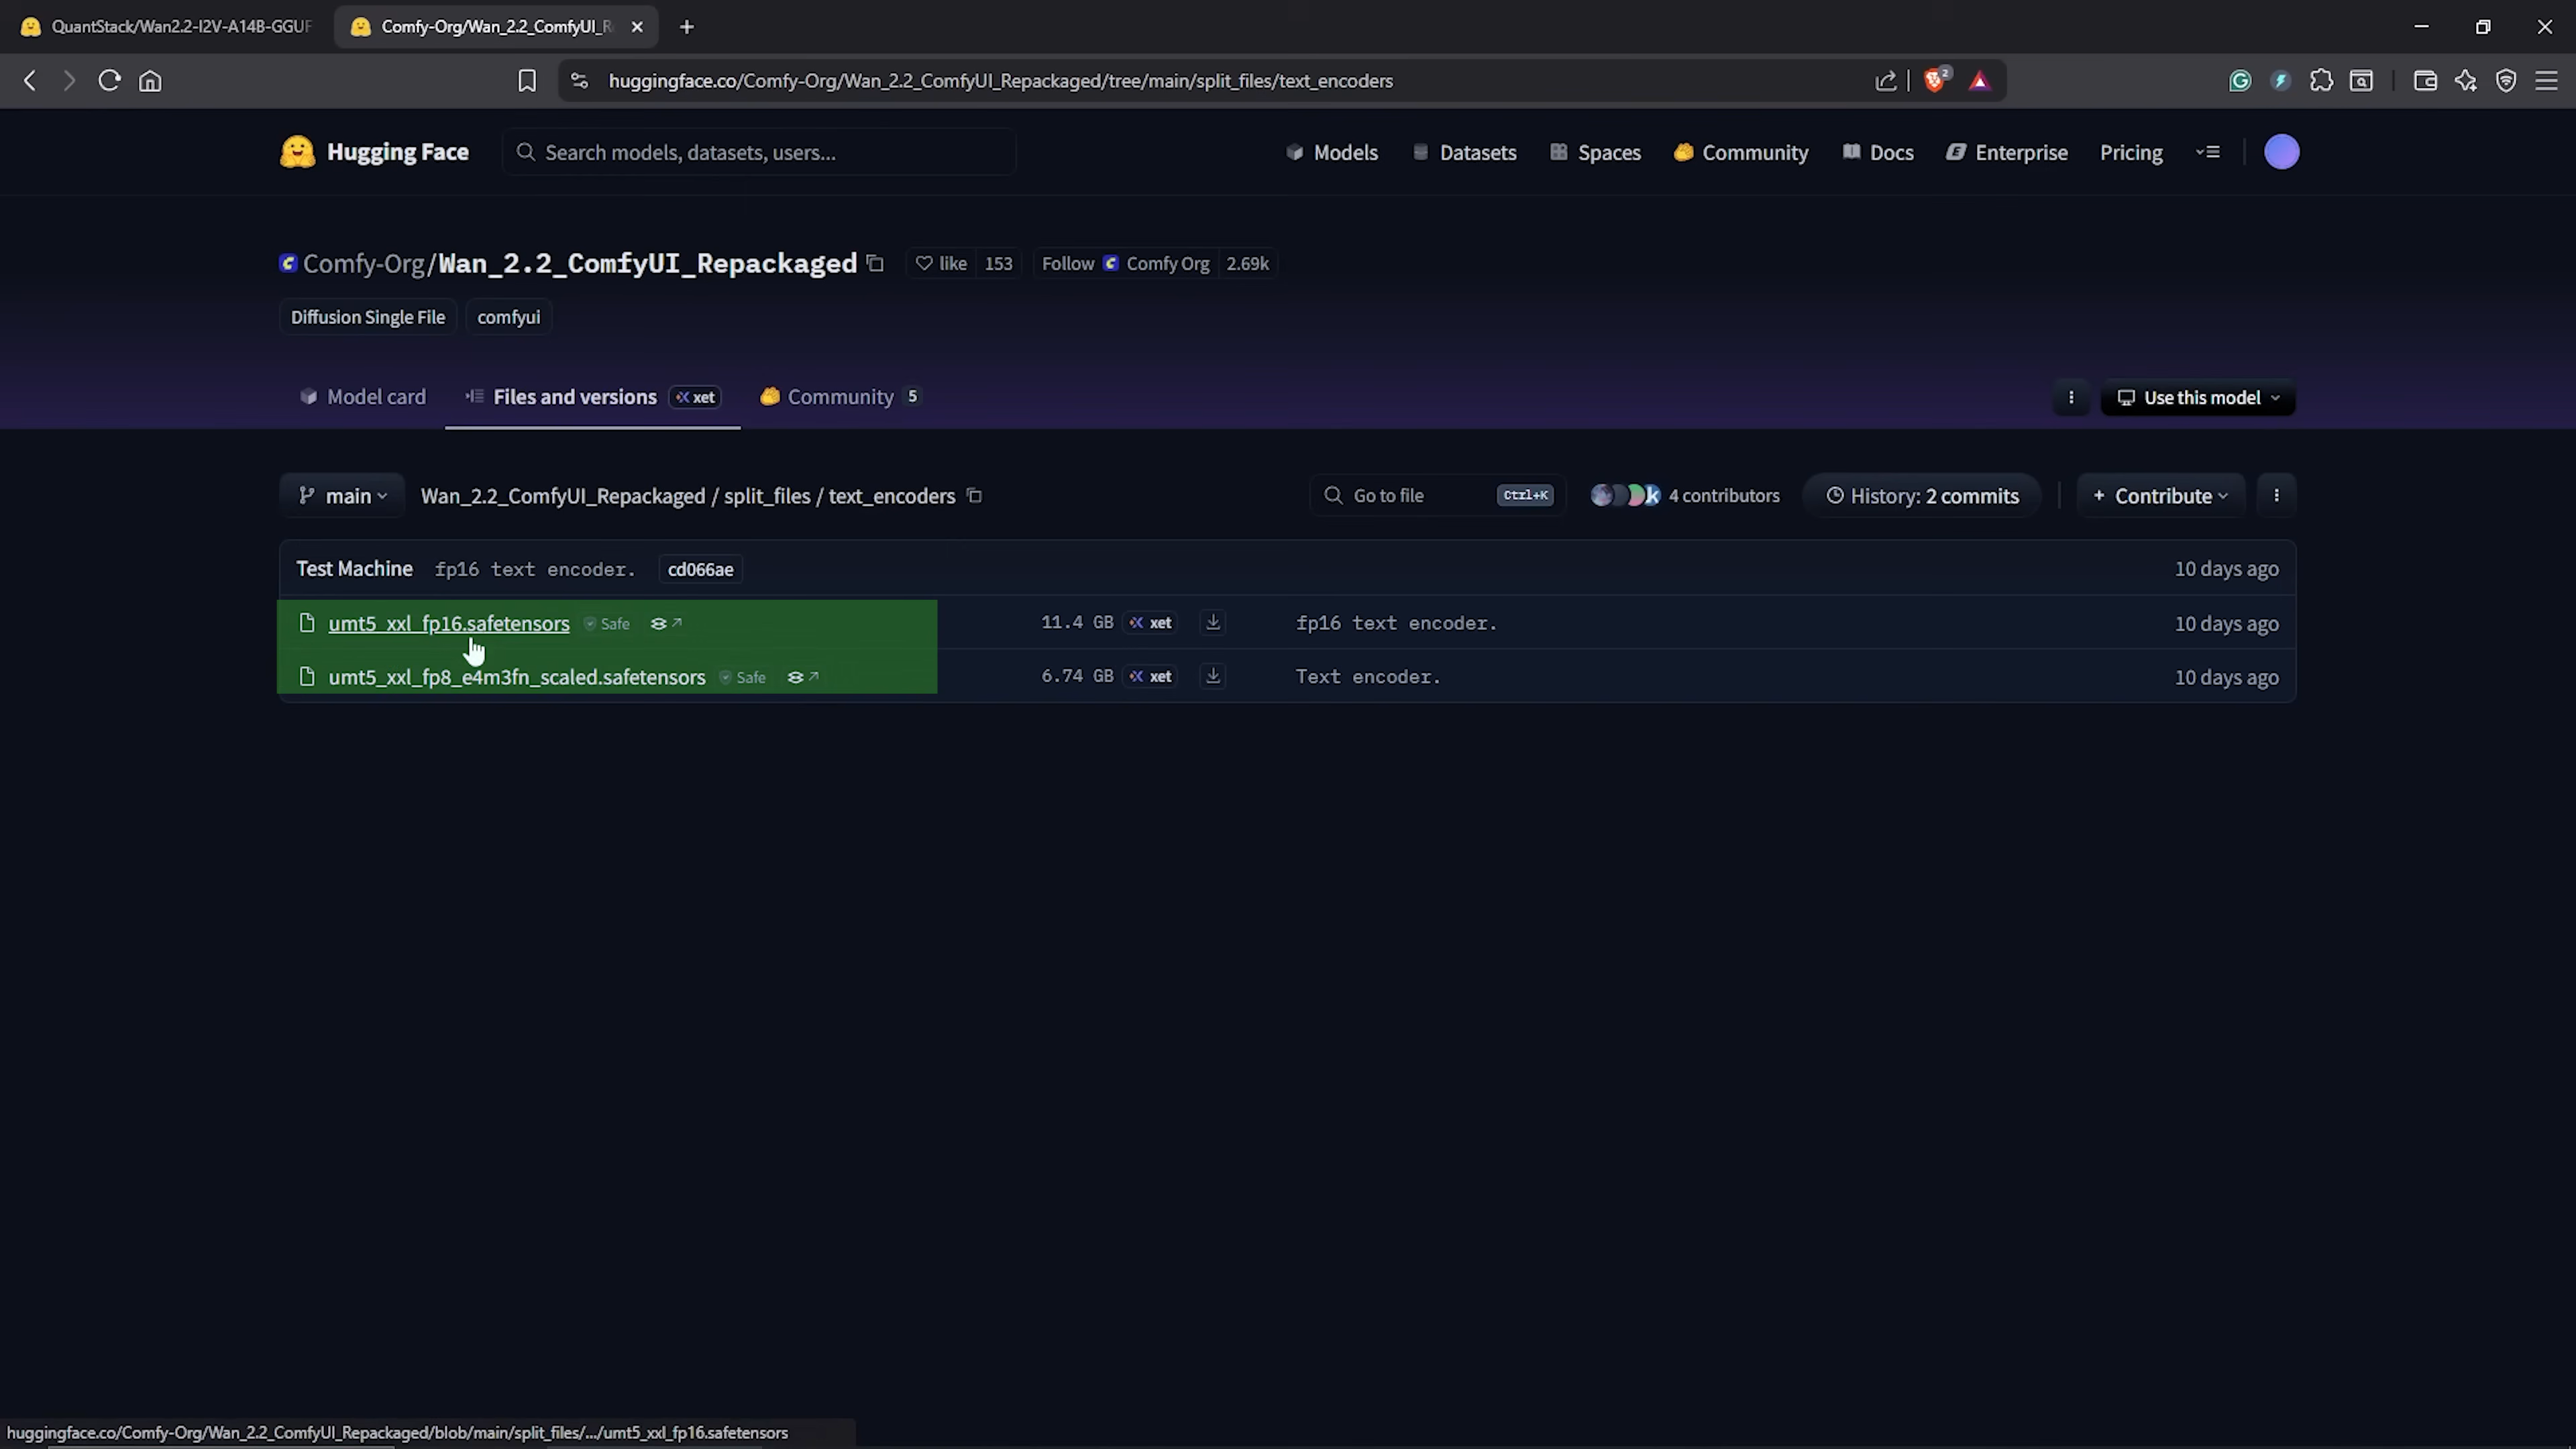 QuantStack/Wan2.2-I2V-A14B-GGUF
Comfy-Org/Wan_2.2_ComfyUI_R
huggingface.co/Comfy-Org/Wan_2.2_ComfyUI_Repackaged/tree/main/split_files/text_encoders
2
Hugging Face
Search models, datasets, users...
Models
Datasets
Spaces
Community
Docs
Enterprise
Pricing
Comfy-Org/Wan_2.2_ComfyUI_Repackaged
like 153
Follow Comfy Org 2.69k
Diffusion Single File
comfyui
Model card
Files and versions xet
Community 5
Use this model
main
Wan_2.2_ComfyUI_Repackaged / split_files / text_encoders
Go to file Ctrl+K
4 contributors
History: 2 commits
+ Contribute
Test Machine fp16 text encoder. cd066ae 10 days ago
umt5_xxl_fp16.safetensors Safe 11.4 GB xet fp16 text encoder. 10 days ago
umt5_xxl_fp8_e4m3fn_scaled.safetensors Safe 6.74 GB xet Text encoder. 10 days ago
huggingface.co/Comfy-Org/Wan_2.2_ComfyUI_Repackaged/blob/main/split_files/.../umt5_xxl_fp16.safetensors